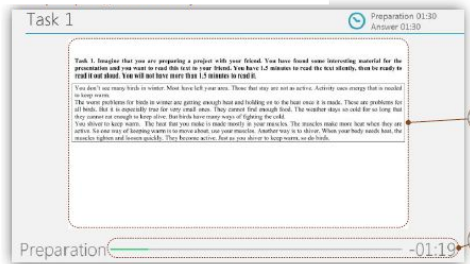 Task 1
Preparation 01:30
Answer 01:30
Task 1. Imagine that you are preparing a project with your friend. You have found some interesting material for the
presentation and you want to read this text to your friend. You have 1.5 minutes to read the text silently, then be ready to
read it out aloud. You will not have more than 1.5 minutes to read it.
You don't see many birds in winter. Most have left your area. Those that stay are not as active. Activity uses energy that is needed
to keep warm.
The worst problems for birds in winter are getting enough heat and holding on to the heat once it is made. These are problems for
all birds. But it is especially true for very small ones. They cannot find enough food. The weather stays so cold for so long that
they cannot eat enough to keep alive. But birds have many ways of fighting the cold.
You shiver to keep warm. The heat that you make is made mostly in your muscles. The muscles make more heat when they are
active. So one way of keeping warm is to move about, use your muscles. Another way is to shiver. When your body needs heat, the
muscles tighten and loosen quickly. They become active. Just as you shiver to keep warm, so do birds.
Preparation
-01:19